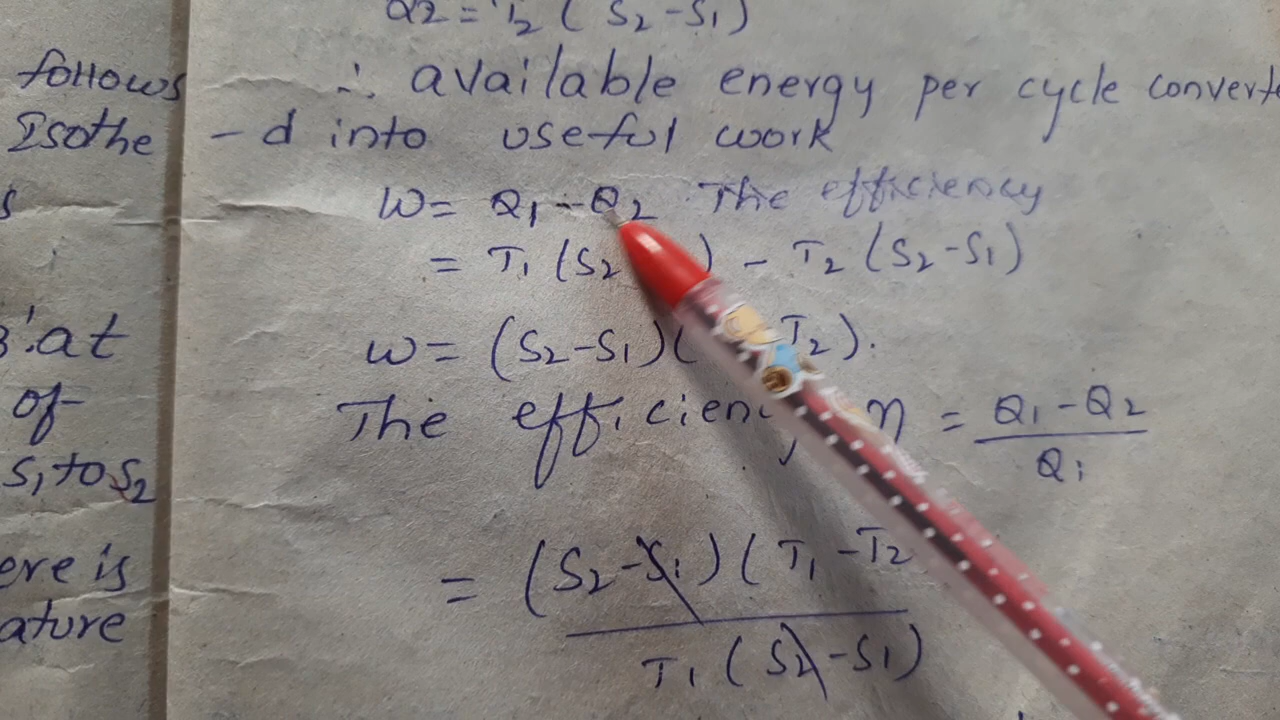 follows
Isothe
s
at
of
S1 to S2
ere is
ature
Q2 = T2 ( S2 - S1)
∴ available energy per cycle converte
- d into useful work
W = Q1 - Q2 The efficiency
= T1 (S2 ) - T2 (S2 - S1)
W = (S2 - S1)( T2).
The efficiency η = Q1 - Q2
Q1
= (S2 - S1) ( T1 - T2
T1 ( S2 - S1)